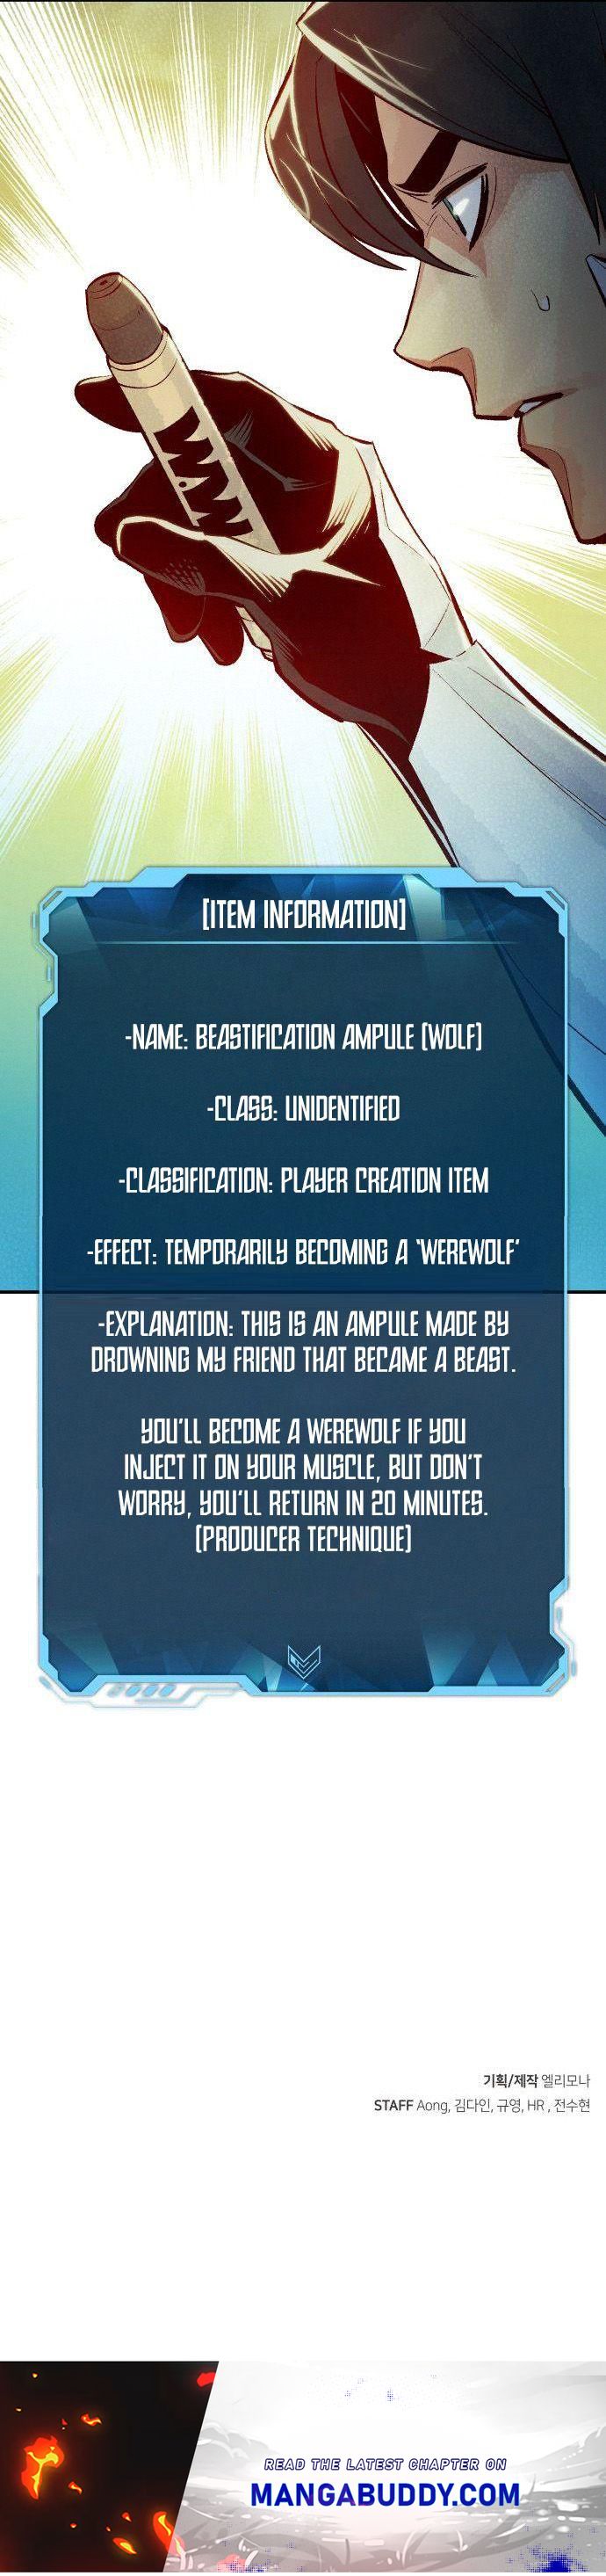 [ITEM INFORMATION]
-NAME: BEASTIFICATION AMPULE (WOLF)
-CLASS: UNIDENTIFIED
-CLASSIFICATION: PLAYER CREATION ITEM
-EFFECT: TEMPORARILY BECOMING A 'WEREWOLF'
-EXPLANATION: THIS IS AN AMPULE MADE BY
DROWNING MY FRIEND THAT BECAME A BEAST.
YOU'LL BECOME A WEREWOLF IF YOU
INJECT IT ON YOUR MUSCLE, BUT DON'T
WORRY, YOU'LL RETURN IN 20 MINUTES.
(PRODUCER TECHNIQUE)
기획/제작 엘리모나
STAFF Aong, 김다인, 규영, HR , 전수현
READ THE LATEST CHAPTER ON
MANGABUDDY.COM